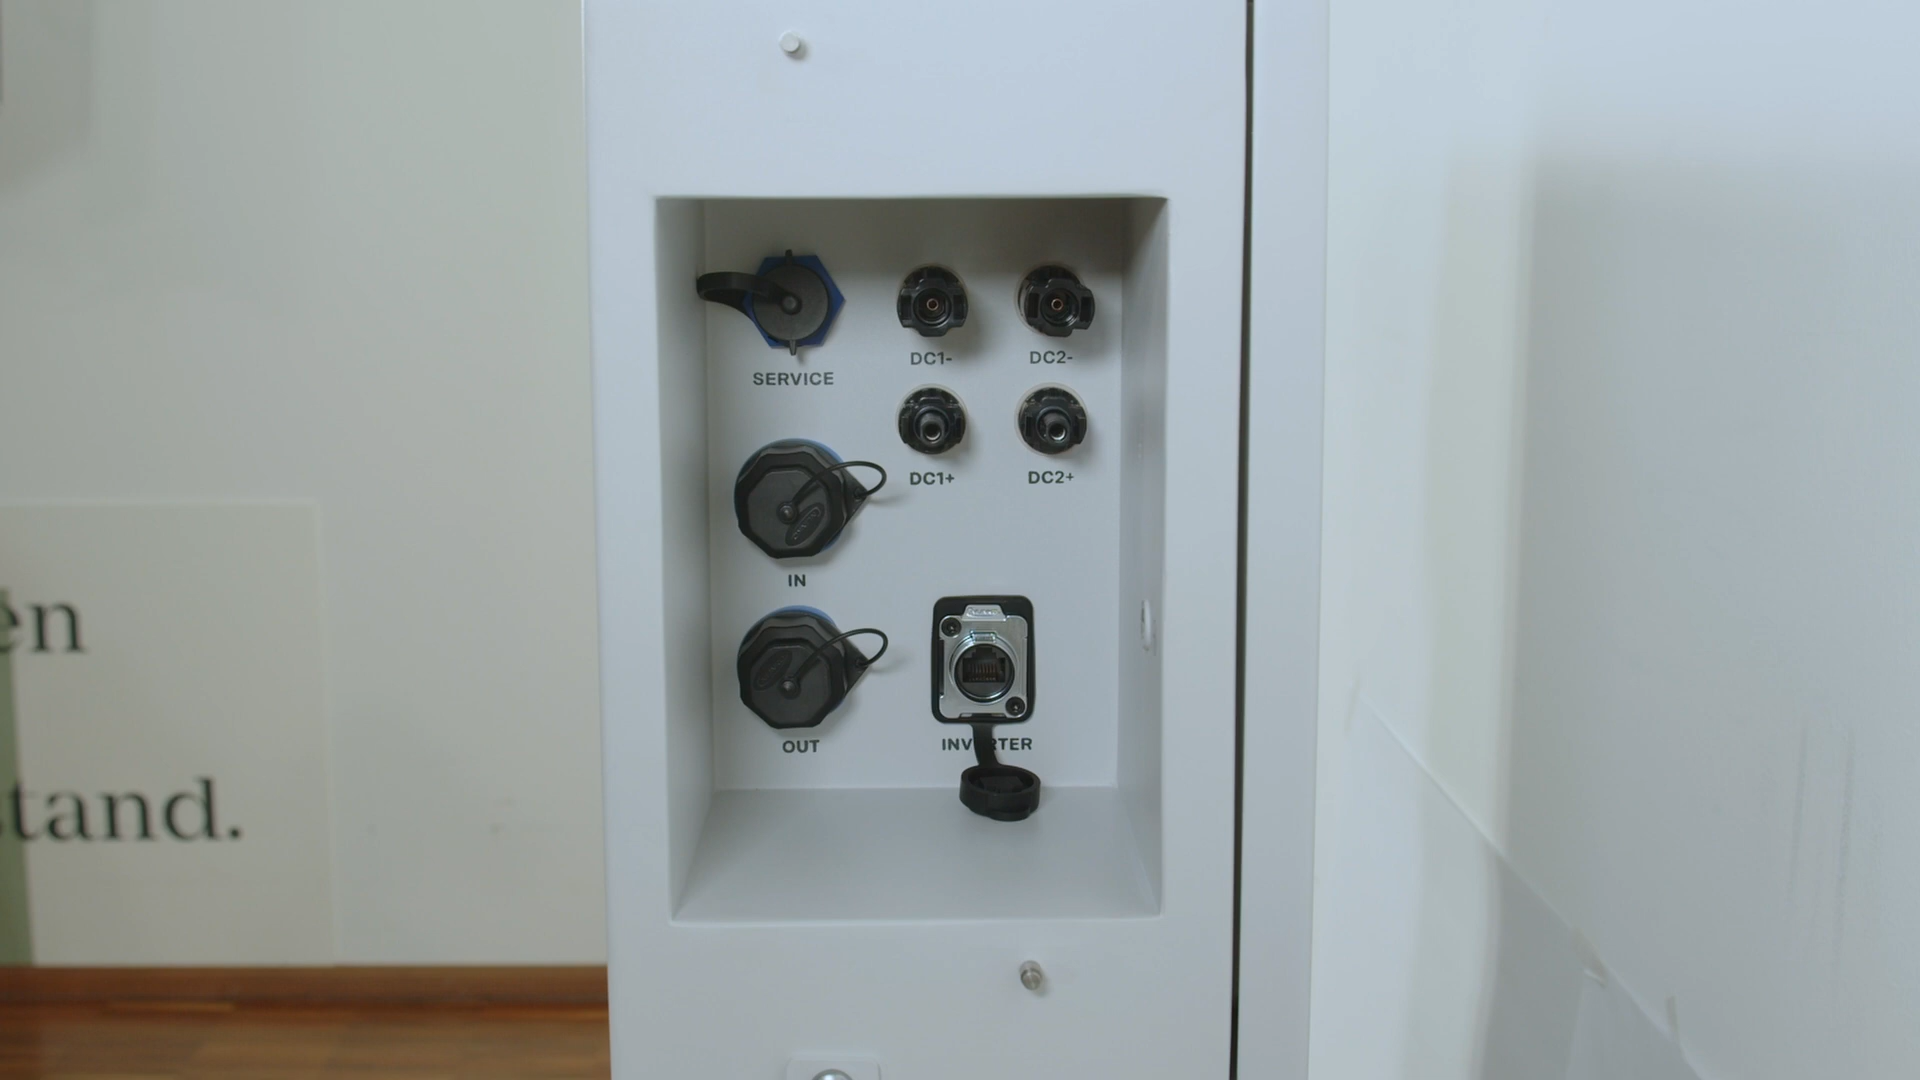 en
stand.
SERVICE
DC1-
DC2-
DC1+
DC2+
IN
OUT
INVERTER